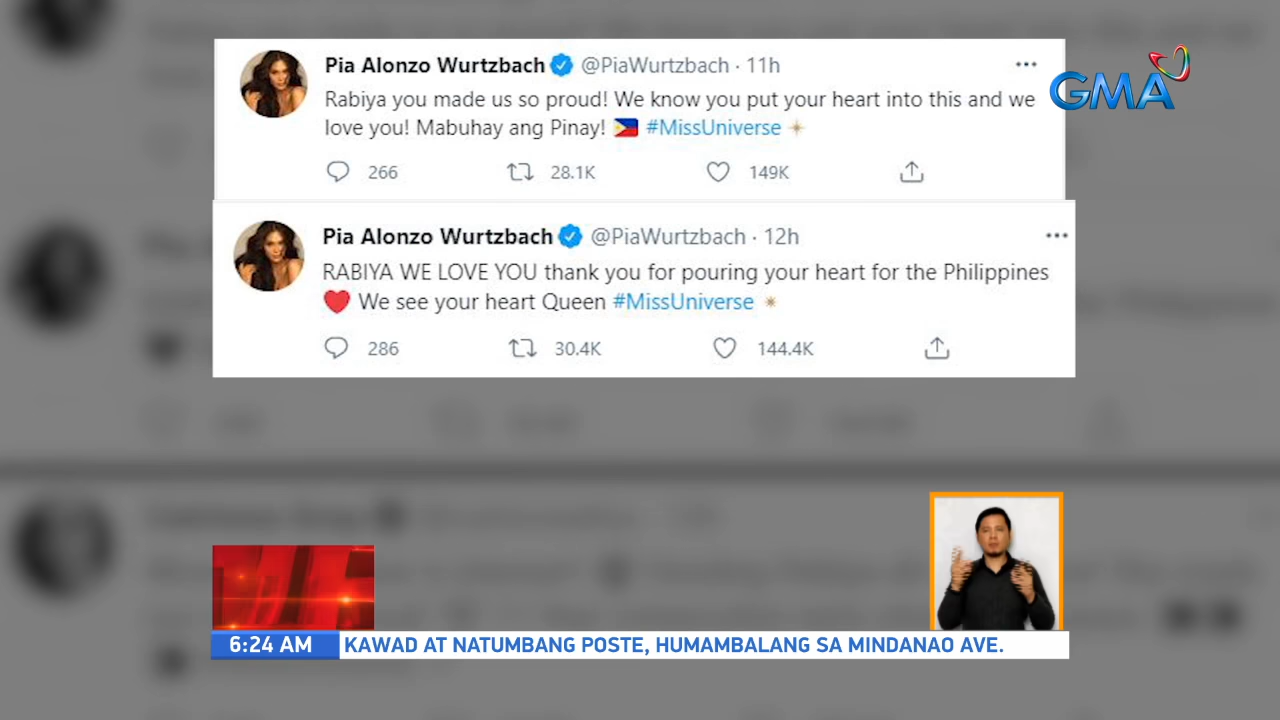 Pia Alonzo Wurtzbach @PiaWurtzbach · 11h
GMA
Rabiya you made us so proud! We know you put your heart into this and we
love you! Mabuhay ang Pinay! 🇵🇭 #MissUniverse
266 28.1K 149K
Pia Alonzo Wurtzbach @PiaWurtzbach · 12h
RABIYA WE LOVE YOU thank you for pouring your heart for the Philippines
❤️ We see your heart Queen #MissUniverse
286 30.4K 144.4K
6:24 AM KAWAD AT NATUMBANG POSTE, HUMAMBALANG SA MINDANAO AVE.